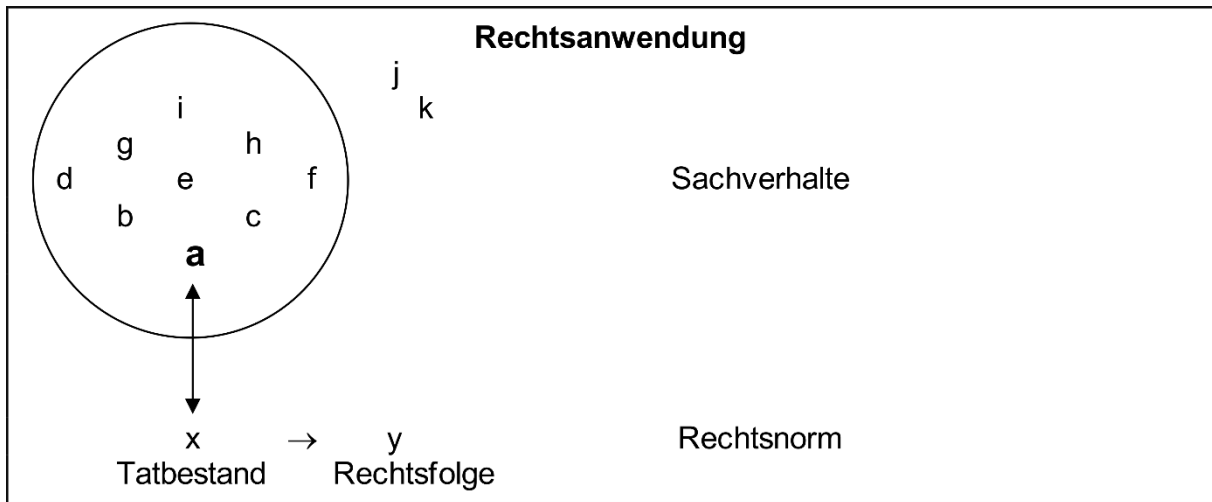 Rechtsanwendung
j
i
k
g h
d e f Sachverhalte
b c
a
x → y Rechtsnorm
Tatbestand Rechtsfolge